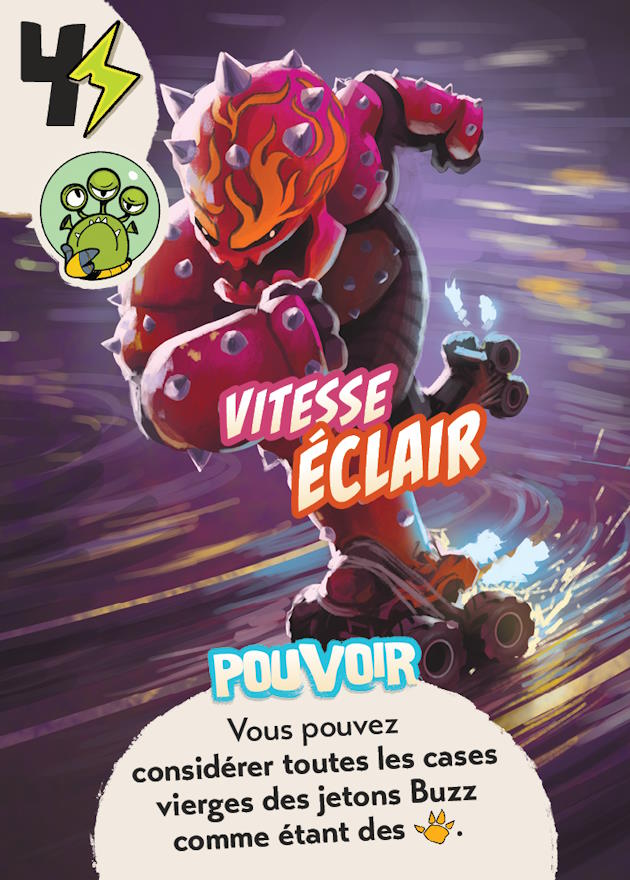 4
VITESSE
ÉCLAIR
POUVOIR
Vous pouvez
considérer toutes les cases
vierges des jetons Buzz
comme étant des .